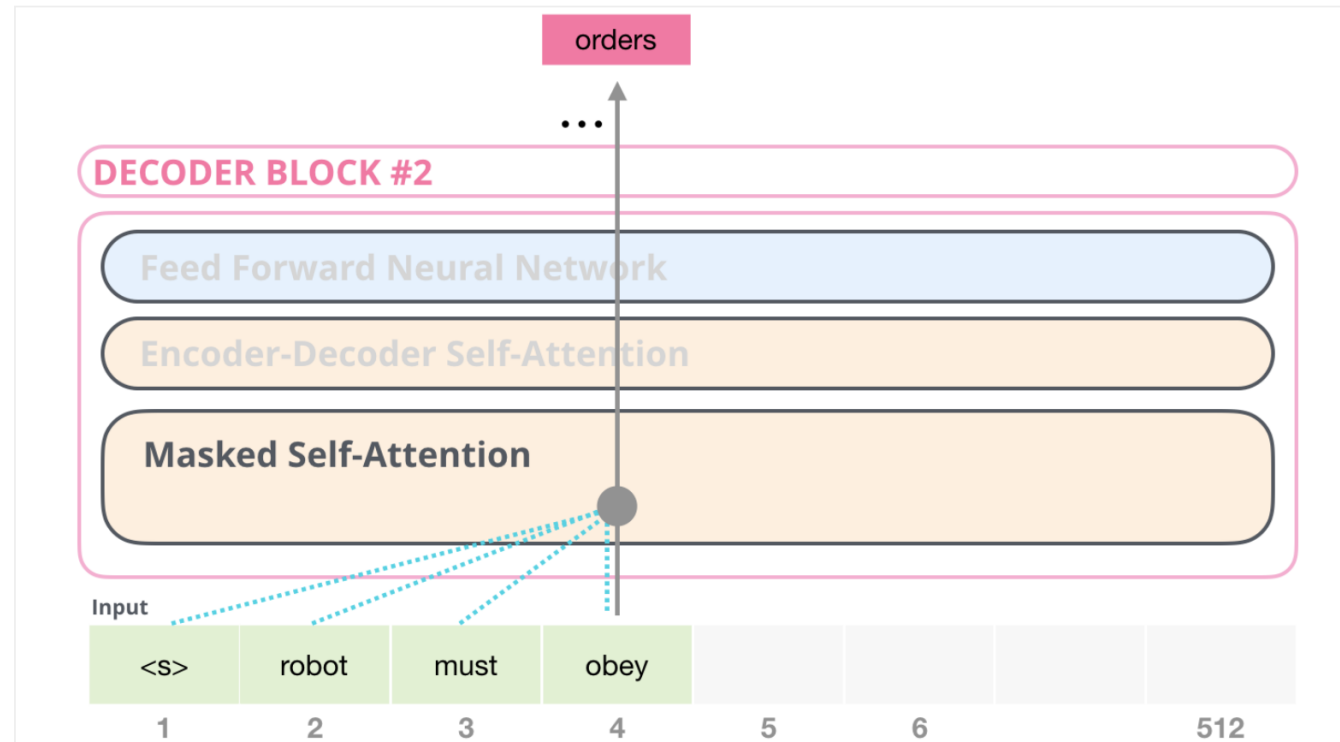 orders
...
DECODER BLOCK #2
Feed Forward Neural Network
Encoder-Decoder Self-Attention
Masked Self-Attention
Input
<s> robot must obey
1 2 3 4 5 6 512